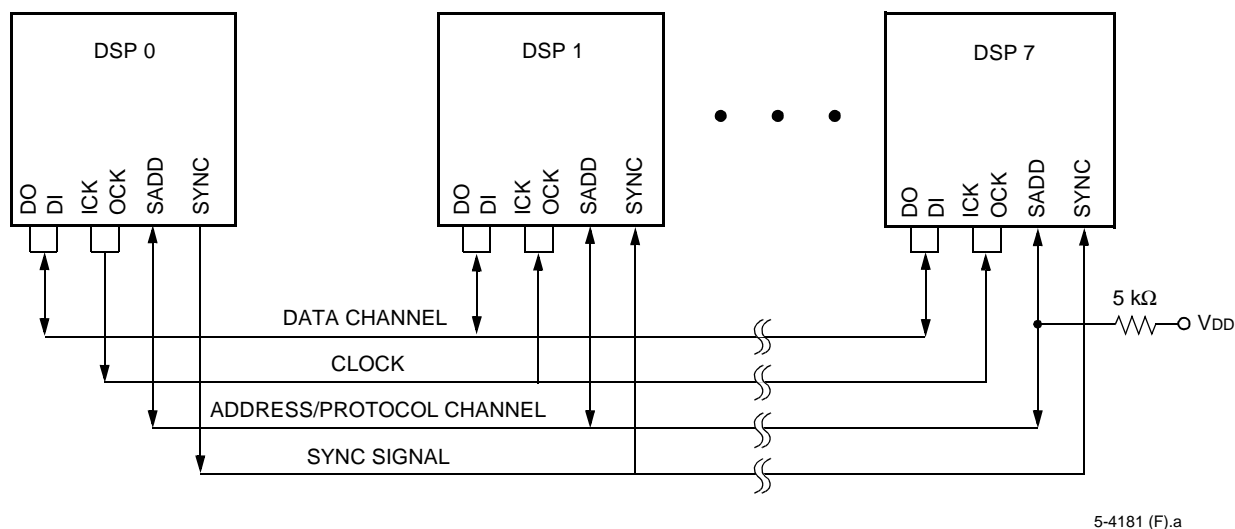 DSP 0
DO
DI
ICK
OCK
SADD
SYNC
DSP 1
DO
DI
ICK
OCK
SADD
SYNC
DSP 7
DO
DI
ICK
OCK
SADD
SYNC
5 kΩ
VDD
DATA CHANNEL
CLOCK
ADDRESS/PROTOCOL CHANNEL
SYNC SIGNAL
5-4181 (F).a